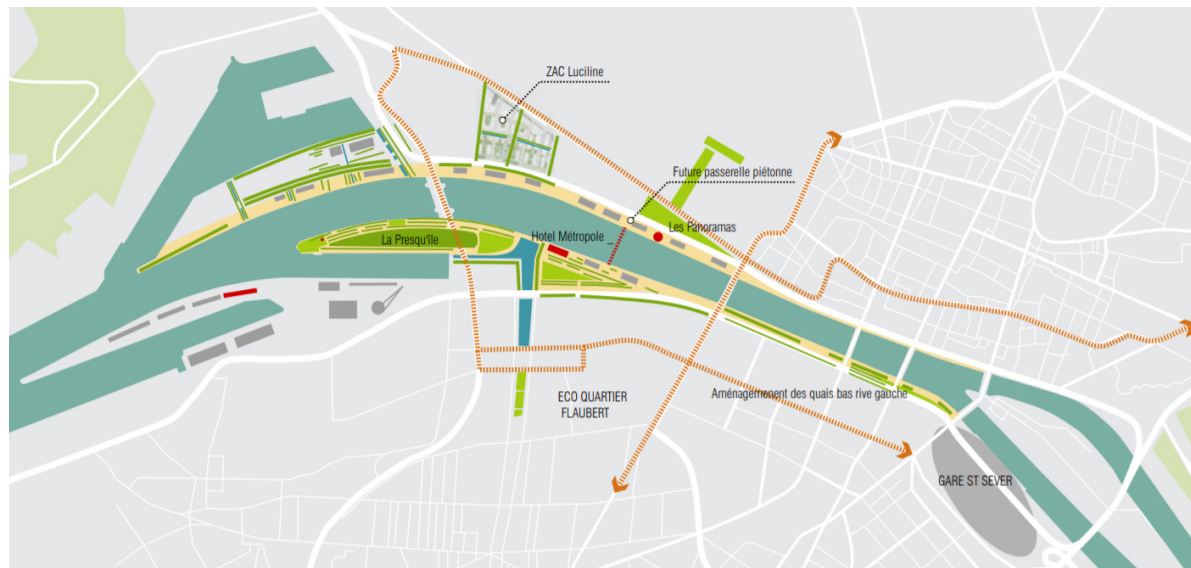 ZAC Luciline
Future passerelle piétonne
La Presqu'île
Hotel Métropole _
Les Panoramas
Aménagémement des quais bas rive gauche
ECO QUARTIER
FLAUBERT
GARE ST SEVER